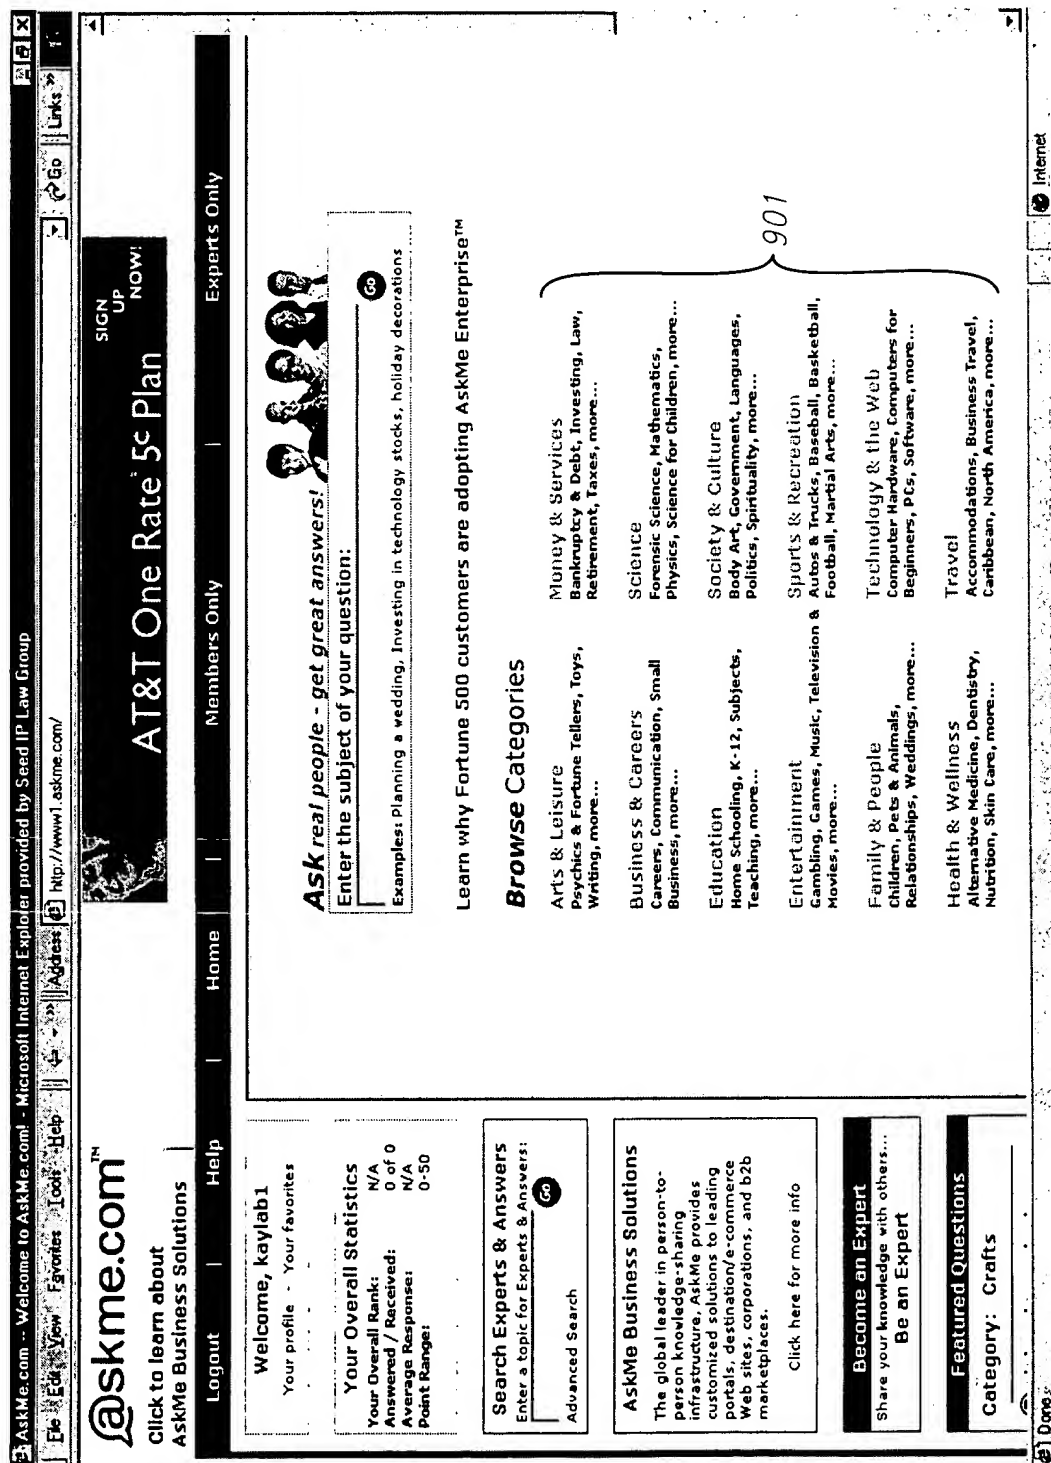 AskMe.com -- Welcome to AskMe.com! - Microsoft Internet Explorer provided by Seed IP Law Group
File Edit View Favorites Tools Help
Address http://www1.askme.com/
Go Links »
@skme.com™
Click to learn about
AskMe Business Solutions
AT&T One Rate 5¢ Plan
SIGN
UP
NOW!
Logout | Help | Home | Members Only | Experts Only
Welcome, kaylab1
Your profile - Your favorites
Your Overall Statistics
Your Overall Rank: N/A
Answered / Received: 0 of 0
Average Response: N/A
Point Range: 0-50
Search Experts & Answers
Enter a topic for Experts & Answers:
Go
Advanced Search
AskMe Business Solutions
The global leader in person-to-
person knowledge-sharing
infrastructure, AskMe provides
customized solutions to leading
portals, destination/e-commerce
Web sites, corporations, and b2b
marketplaces.
Click here for more info
Become an Expert
Share your knowledge with others...
Be an Expert
Featured Questions
Category: Crafts
Ask real people - get great answers!
Enter the subject of your question:
Go
Examples: Planning a wedding, Investing in technology stocks, holiday decorations
Learn why Fortune 500 customers are adopting AskMe Enterprise™
Browse Categories
Arts & Leisure
Psychics & Fortune Tellers, Toys,
Writing, more...
Business & Careers
Careers, Communication, Small
Business, more...
Education
Home Schooling, K-12, Subjects,
Teaching, more...
Entertainment
Gambling, Games, Music, Television &
Movies, more...
Family & People
Children, Pets & Animals,
Relationships, Weddings, more...
Health & Wellness
Alternative Medicine, Dentistry,
Nutrition, Skin Care, more...
Money & Services
Bankruptcy & Debt, Investing, Law,
Retirement, Taxes, more...
Science
Forensic Science, Mathematics,
Physics, Science for Children, more...
Society & Culture
Body Art, Government, Languages,
Politics, Spirituality, more...
Sports & Recreation
Autos & Trucks, Baseball, Basketball,
Football, Martial Arts, more...
Technology & the Web
Computer Hardware, Computers for
Beginners, PCs, Software, more...
Travel
Accommodations, Business Travel,
Caribbean, North America, more...
901
Done
Internet